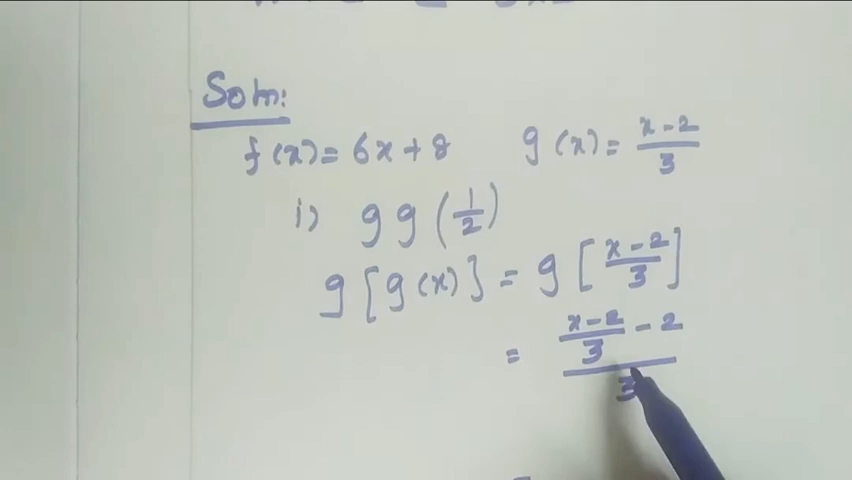 Soln:
f(x) = 6x + 8    g(x) = (x-2)/3
i) gg(1/2)
g[g(x)] = g[(x-2)/3]
= ((x-2)/3 - 2)/3